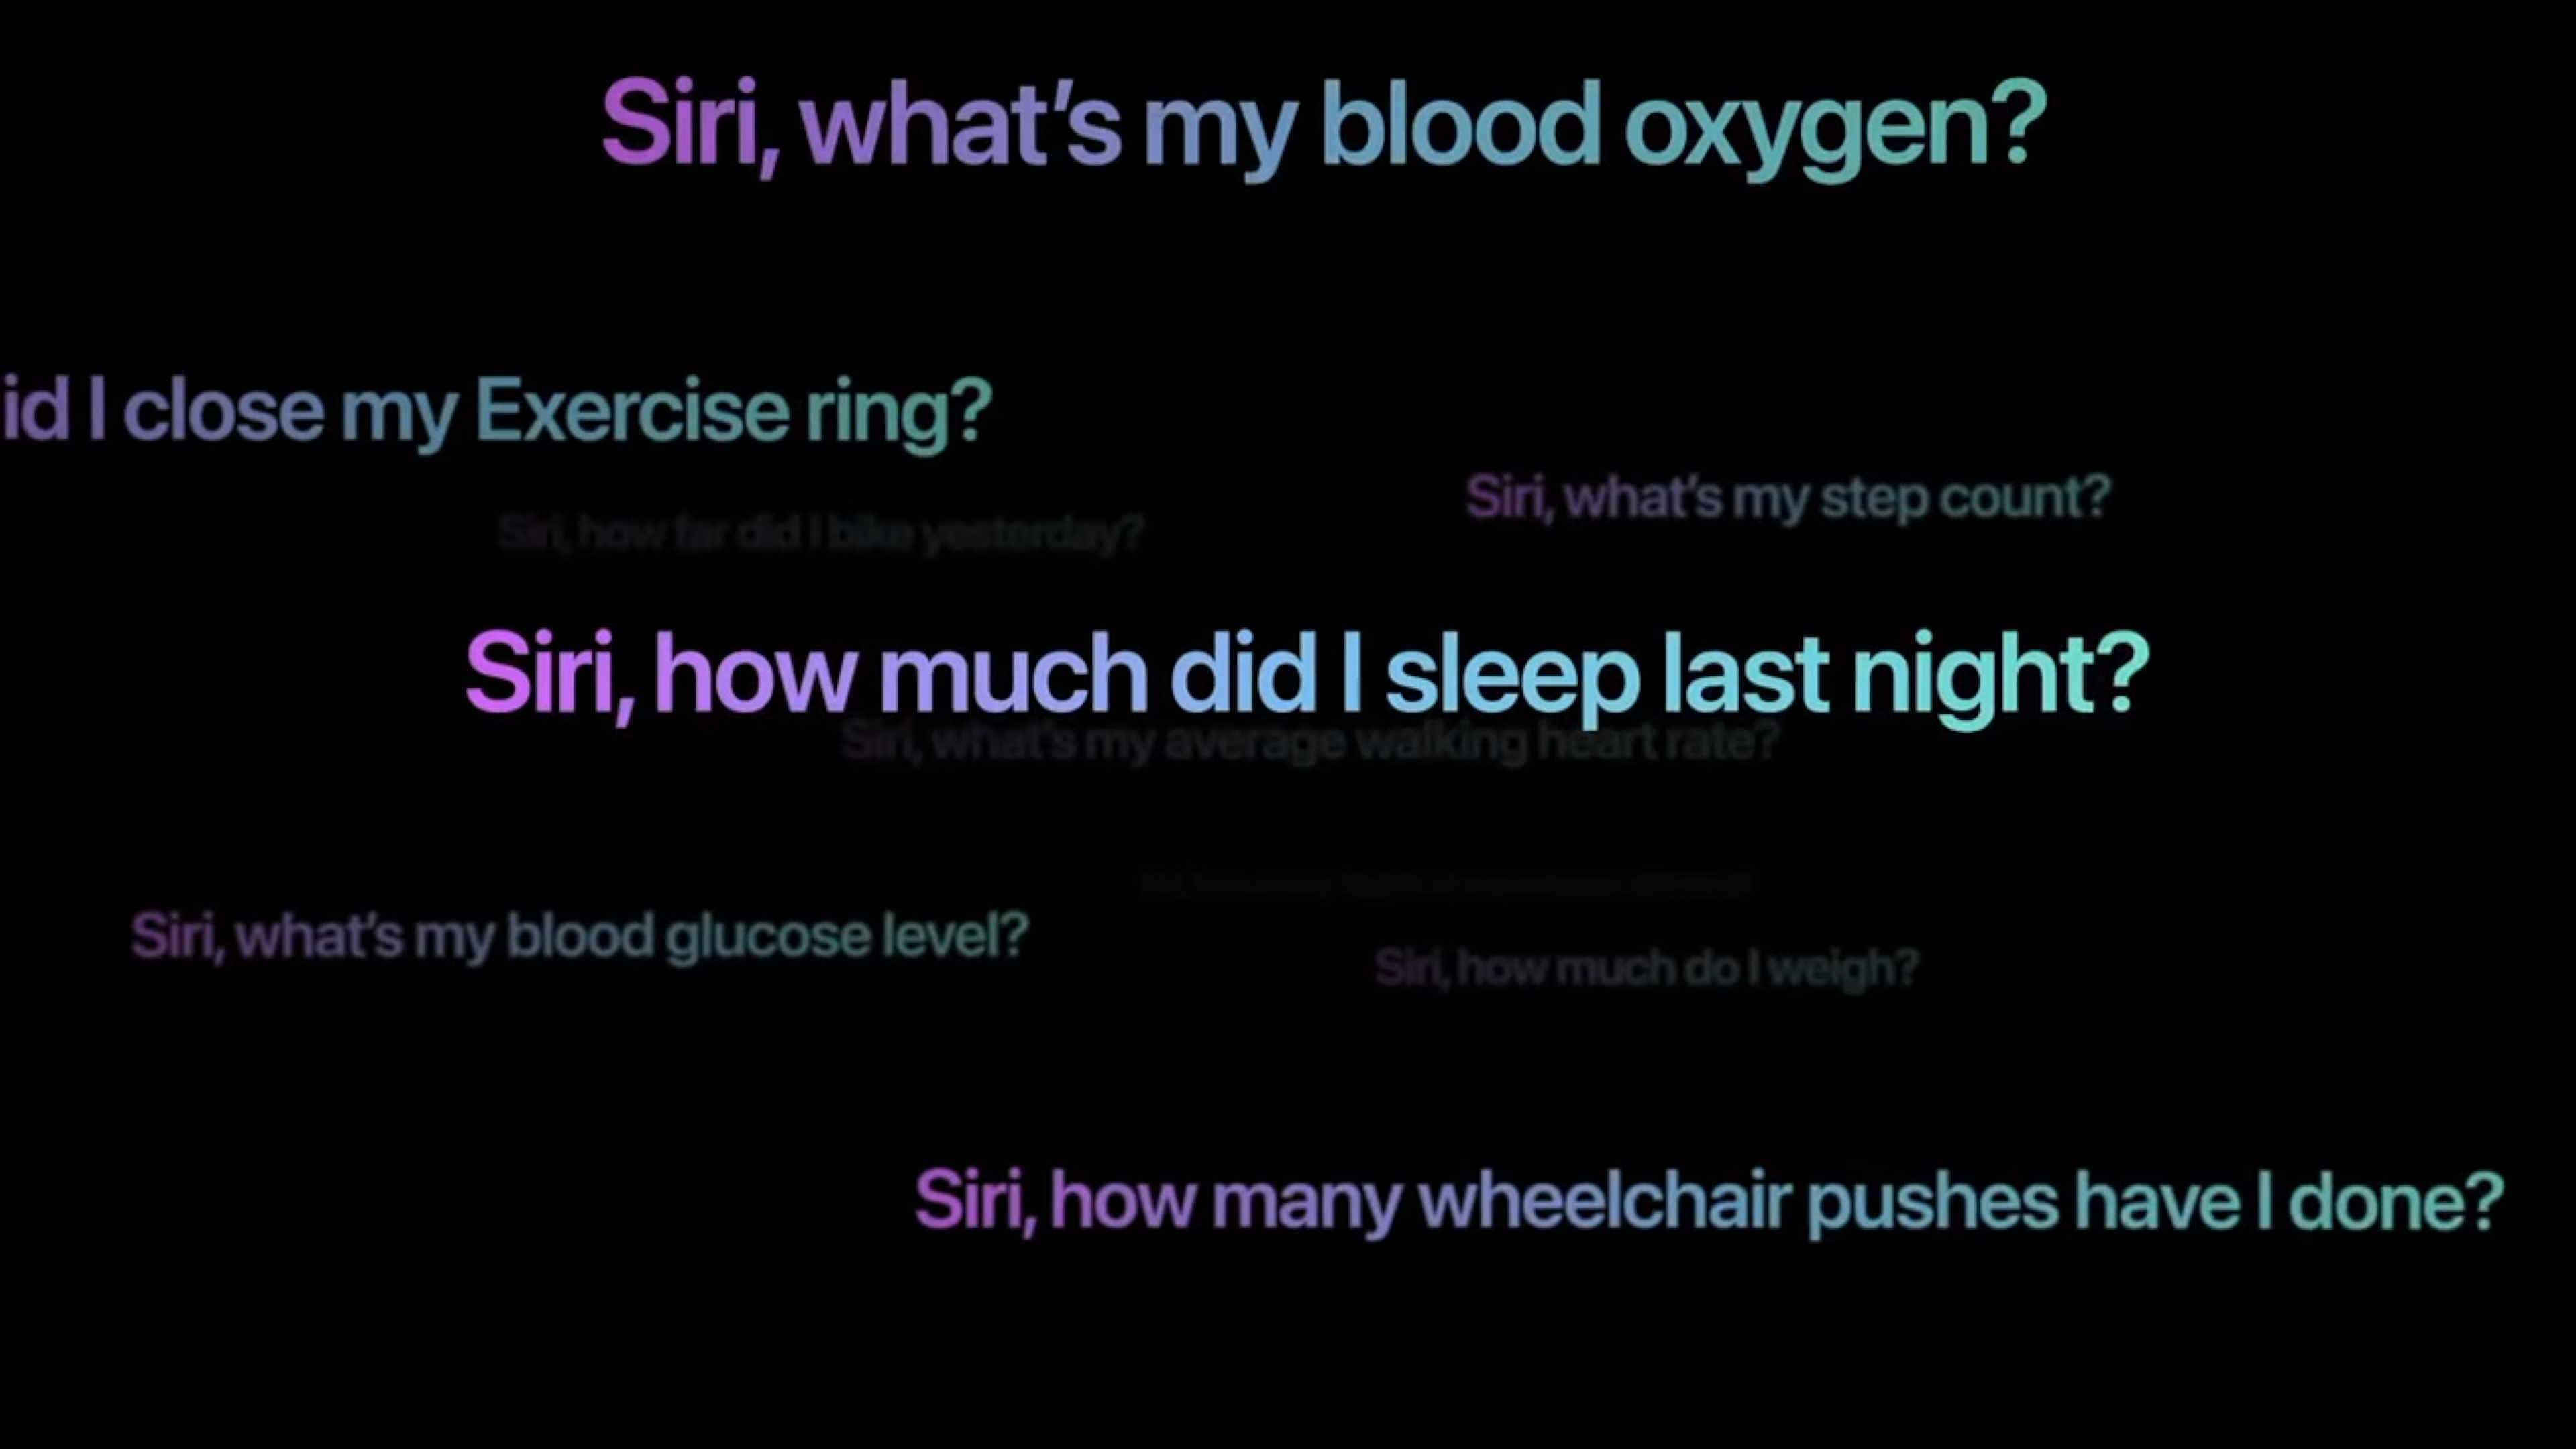 Siri, what’s my blood oxygen?
id I close my Exercise ring?
Siri, what’s my step count?
Siri, how far did I bike yesterday?
Siri, how much did I sleep last night?
Siri, what’s my average walking heart rate?
Siri, what’s my blood glucose level?
Siri, how much do I weigh?
Siri, how many wheelchair pushes have I done?